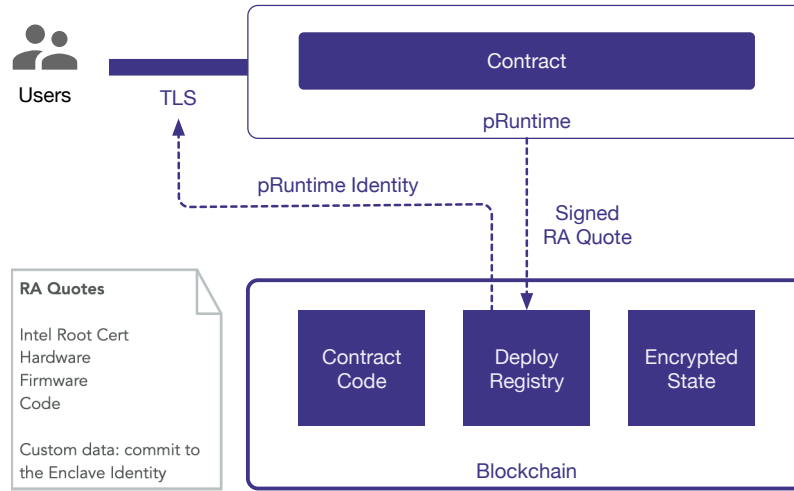 Users
TLS
Contract
pRuntime
pRuntime Identity
Signed
RA Quote
RA Quotes
Intel Root Cert
Hardware
Firmware
Code
Custom data: commit to
the Enclave Identity
Contract
Code
Deploy
Registry
Encrypted
State
Blockchain